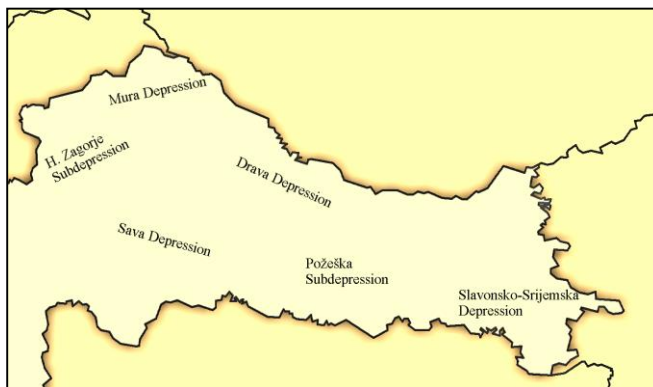 Mura Depression
H. Zagorje
Subdepression
Drava Depression
Sava Depression
Požeška
Subdepression
Slavonsko-Srijemska
Depression